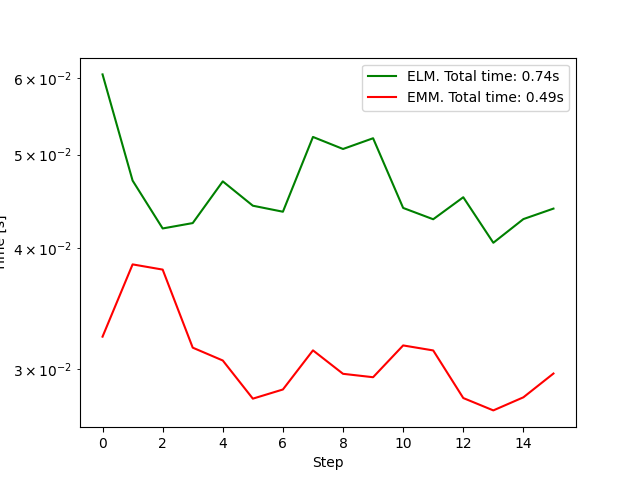 ELM. Total time: 0.74s
EMM. Total time: 0.49s
6 × 10⁻²
5 × 10⁻²
4 × 10⁻²
3 × 10⁻²
Time [s]
0 2 4 6 8 10 12 14
Step